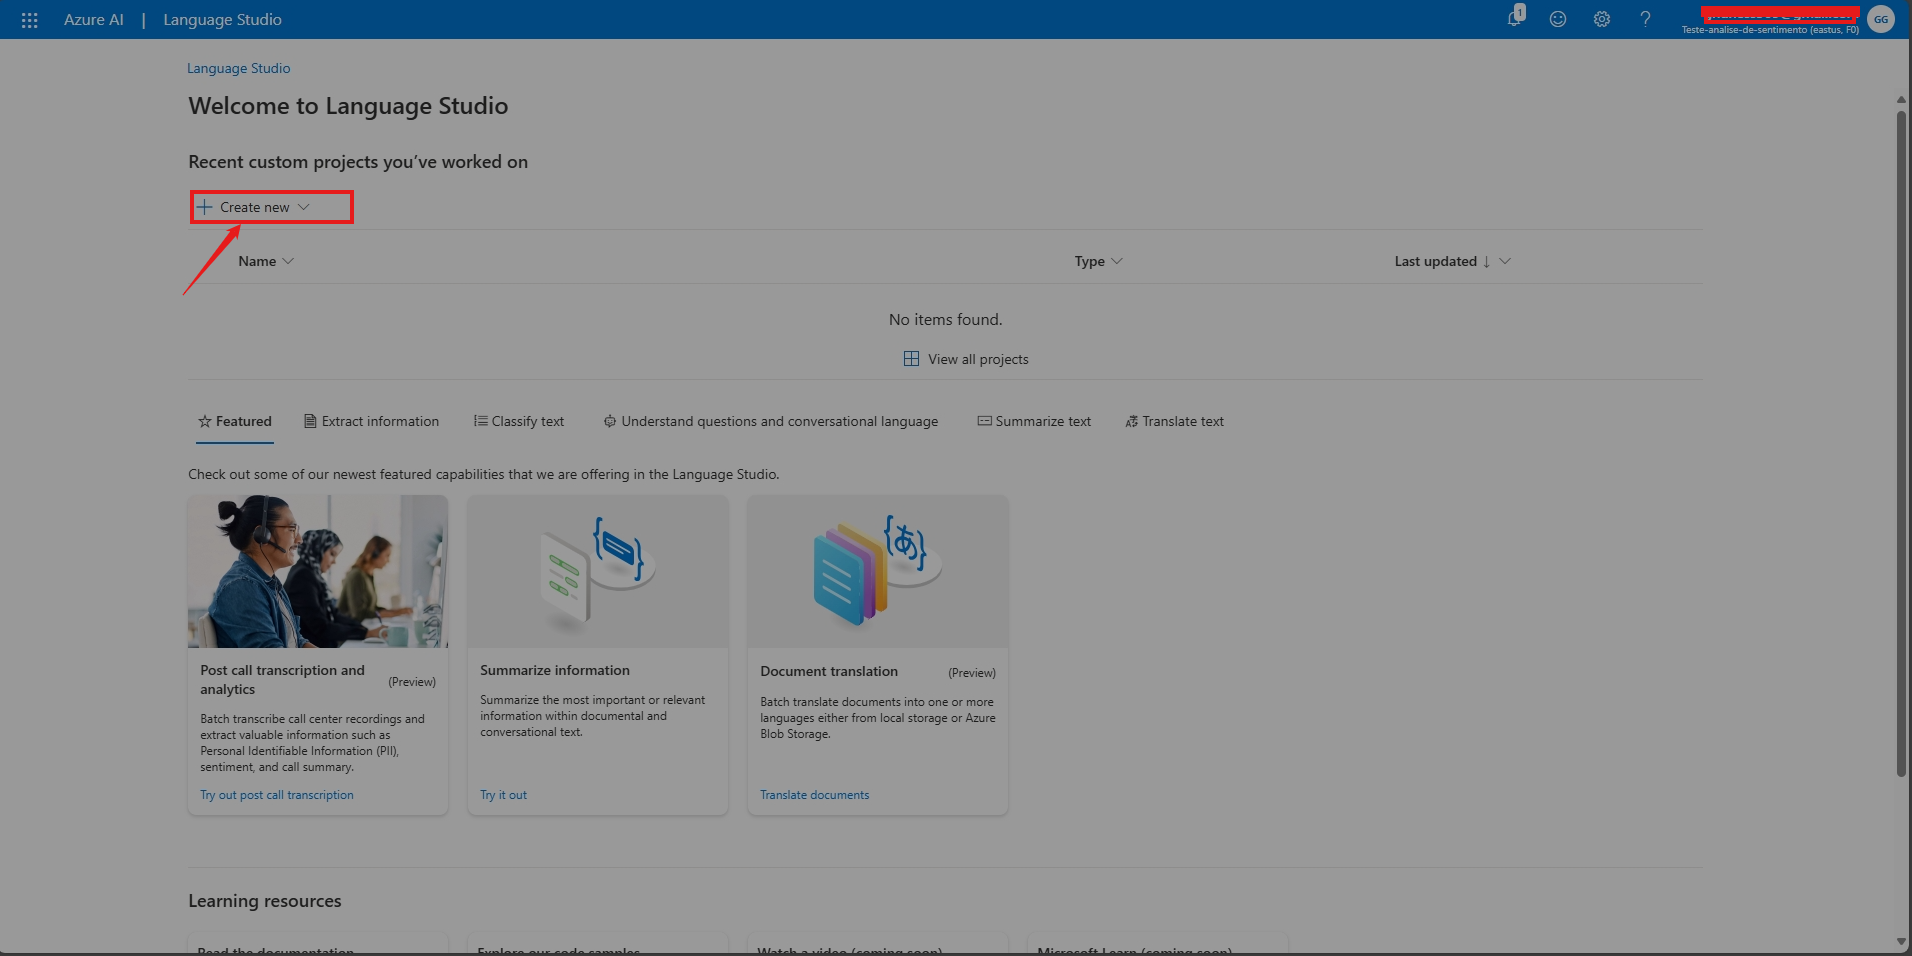 Azure AI | Language Studio
1
Teste-analise-de-sentimento (eastus, F0)
GG
Language Studio
Welcome to Language Studio
Recent custom projects you've worked on
Create new
Name Type Last updated ↓
No items found.
View all projects
Featured Extract information Classify text Understand questions and conversational language Summarize text Translate text
Check out some of our newest featured capabilities that we are offering in the Language Studio.
Post call transcription and
analytics
(Preview)
Batch transcribe call center recordings and
extract valuable information such as
Personal Identifiable Information (PII),
sentiment, and call summary.
Try out post call transcription
Summarize information
Summarize the most important or relevant
information within documental and
conversational text.
Try it out
{あ}
Document translation (Preview)
Batch translate documents into one or more
languages either from local storage or Azure
Blob Storage.
Translate documents
Learning resources
Read the documentation Explore our code samples Watch a video (coming soon) Microsoft Learn (coming soon)